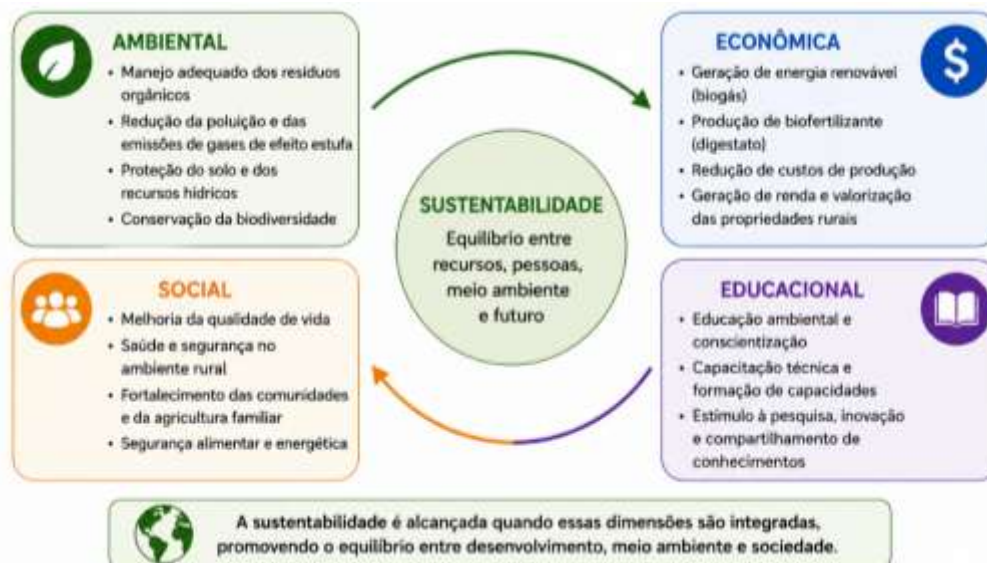 AMBIENTAL
• Manejo adequado dos resíduos
orgânicos
• Redução da poluição e das
emissões de gases de efeito estufa
• Proteção do solo e dos
recursos hídricos
• Conservação da biodiversidade
ECONÔMICA
• Geração de energia renovável
(biogás)
• Produção de biofertilizante
(digestato)
• Redução de custos de produção
• Geração de renda e valorização
das propriedades rurais
$
SUSTENTABILIDADE
Equilíbrio entre
recursos, pessoas,
meio ambiente
e futuro
SOCIAL
• Melhoria da qualidade de vida
• Saúde e segurança no
ambiente rural
• Fortalecimento das comunidades
e da agricultura familiar
• Segurança alimentar e energética
EDUCACIONAL
• Educação ambiental e
conscientização
• Capacitação técnica e
formação de capacidades
• Estímulo à pesquisa, inovação
e compartilhamento de
conhecimentos
A sustentabilidade é alcançada quando essas dimensões são integradas,
promovendo o equilíbrio entre desenvolvimento, meio ambiente e sociedade.